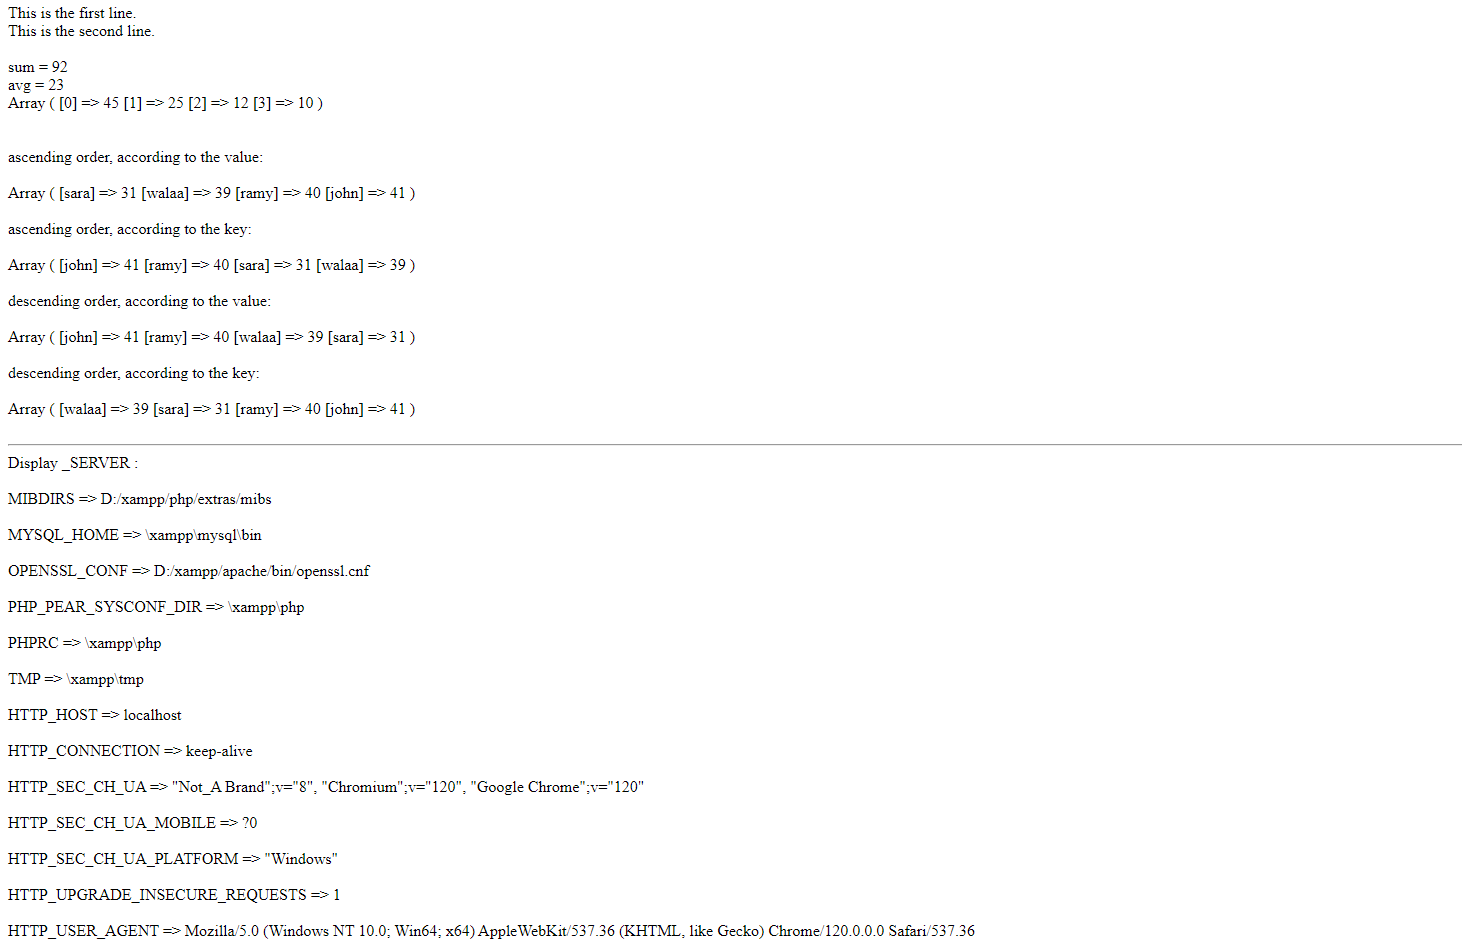 This is the first line.
This is the second line.
sum = 92
avg = 23
Array ( [0] => 45 [1] => 25 [2] => 12 [3] => 10 )
ascending order, according to the value:
Array ( [sara] => 31 [walaa] => 39 [ramy] => 40 [john] => 41 )
ascending order, according to the key:
Array ( [john] => 41 [ramy] => 40 [sara] => 31 [walaa] => 39 )
descending order, according to the value:
Array ( [john] => 41 [ramy] => 40 [walaa] => 39 [sara] => 31 )
descending order, according to the key:
Array ( [walaa] => 39 [sara] => 31 [ramy] => 40 [john] => 41 )
Display _SERVER :
MIBDIRS => D:/xampp/php/extras/mibs
MYSQL_HOME => \xampp\mysql\bin
OPENSSL_CONF => D:/xampp/apache/bin/openssl.cnf
PHP_PEAR_SYSCONF_DIR => \xampp\php
PHPRC => \xampp\php
TMP => \xampp\tmp
HTTP_HOST => localhost
HTTP_CONNECTION => keep-alive
HTTP_SEC_CH_UA => "Not_A Brand";v="8", "Chromium";v="120", "Google Chrome";v="120"
HTTP_SEC_CH_UA_MOBILE => ?0
HTTP_SEC_CH_UA_PLATFORM => "Windows"
HTTP_UPGRADE_INSECURE_REQUESTS => 1
HTTP_USER_AGENT => Mozilla/5.0 (Windows NT 10.0; Win64; x64) AppleWebKit/537.36 (KHTML, like Gecko) Chrome/120.0.0.0 Safari/537.36